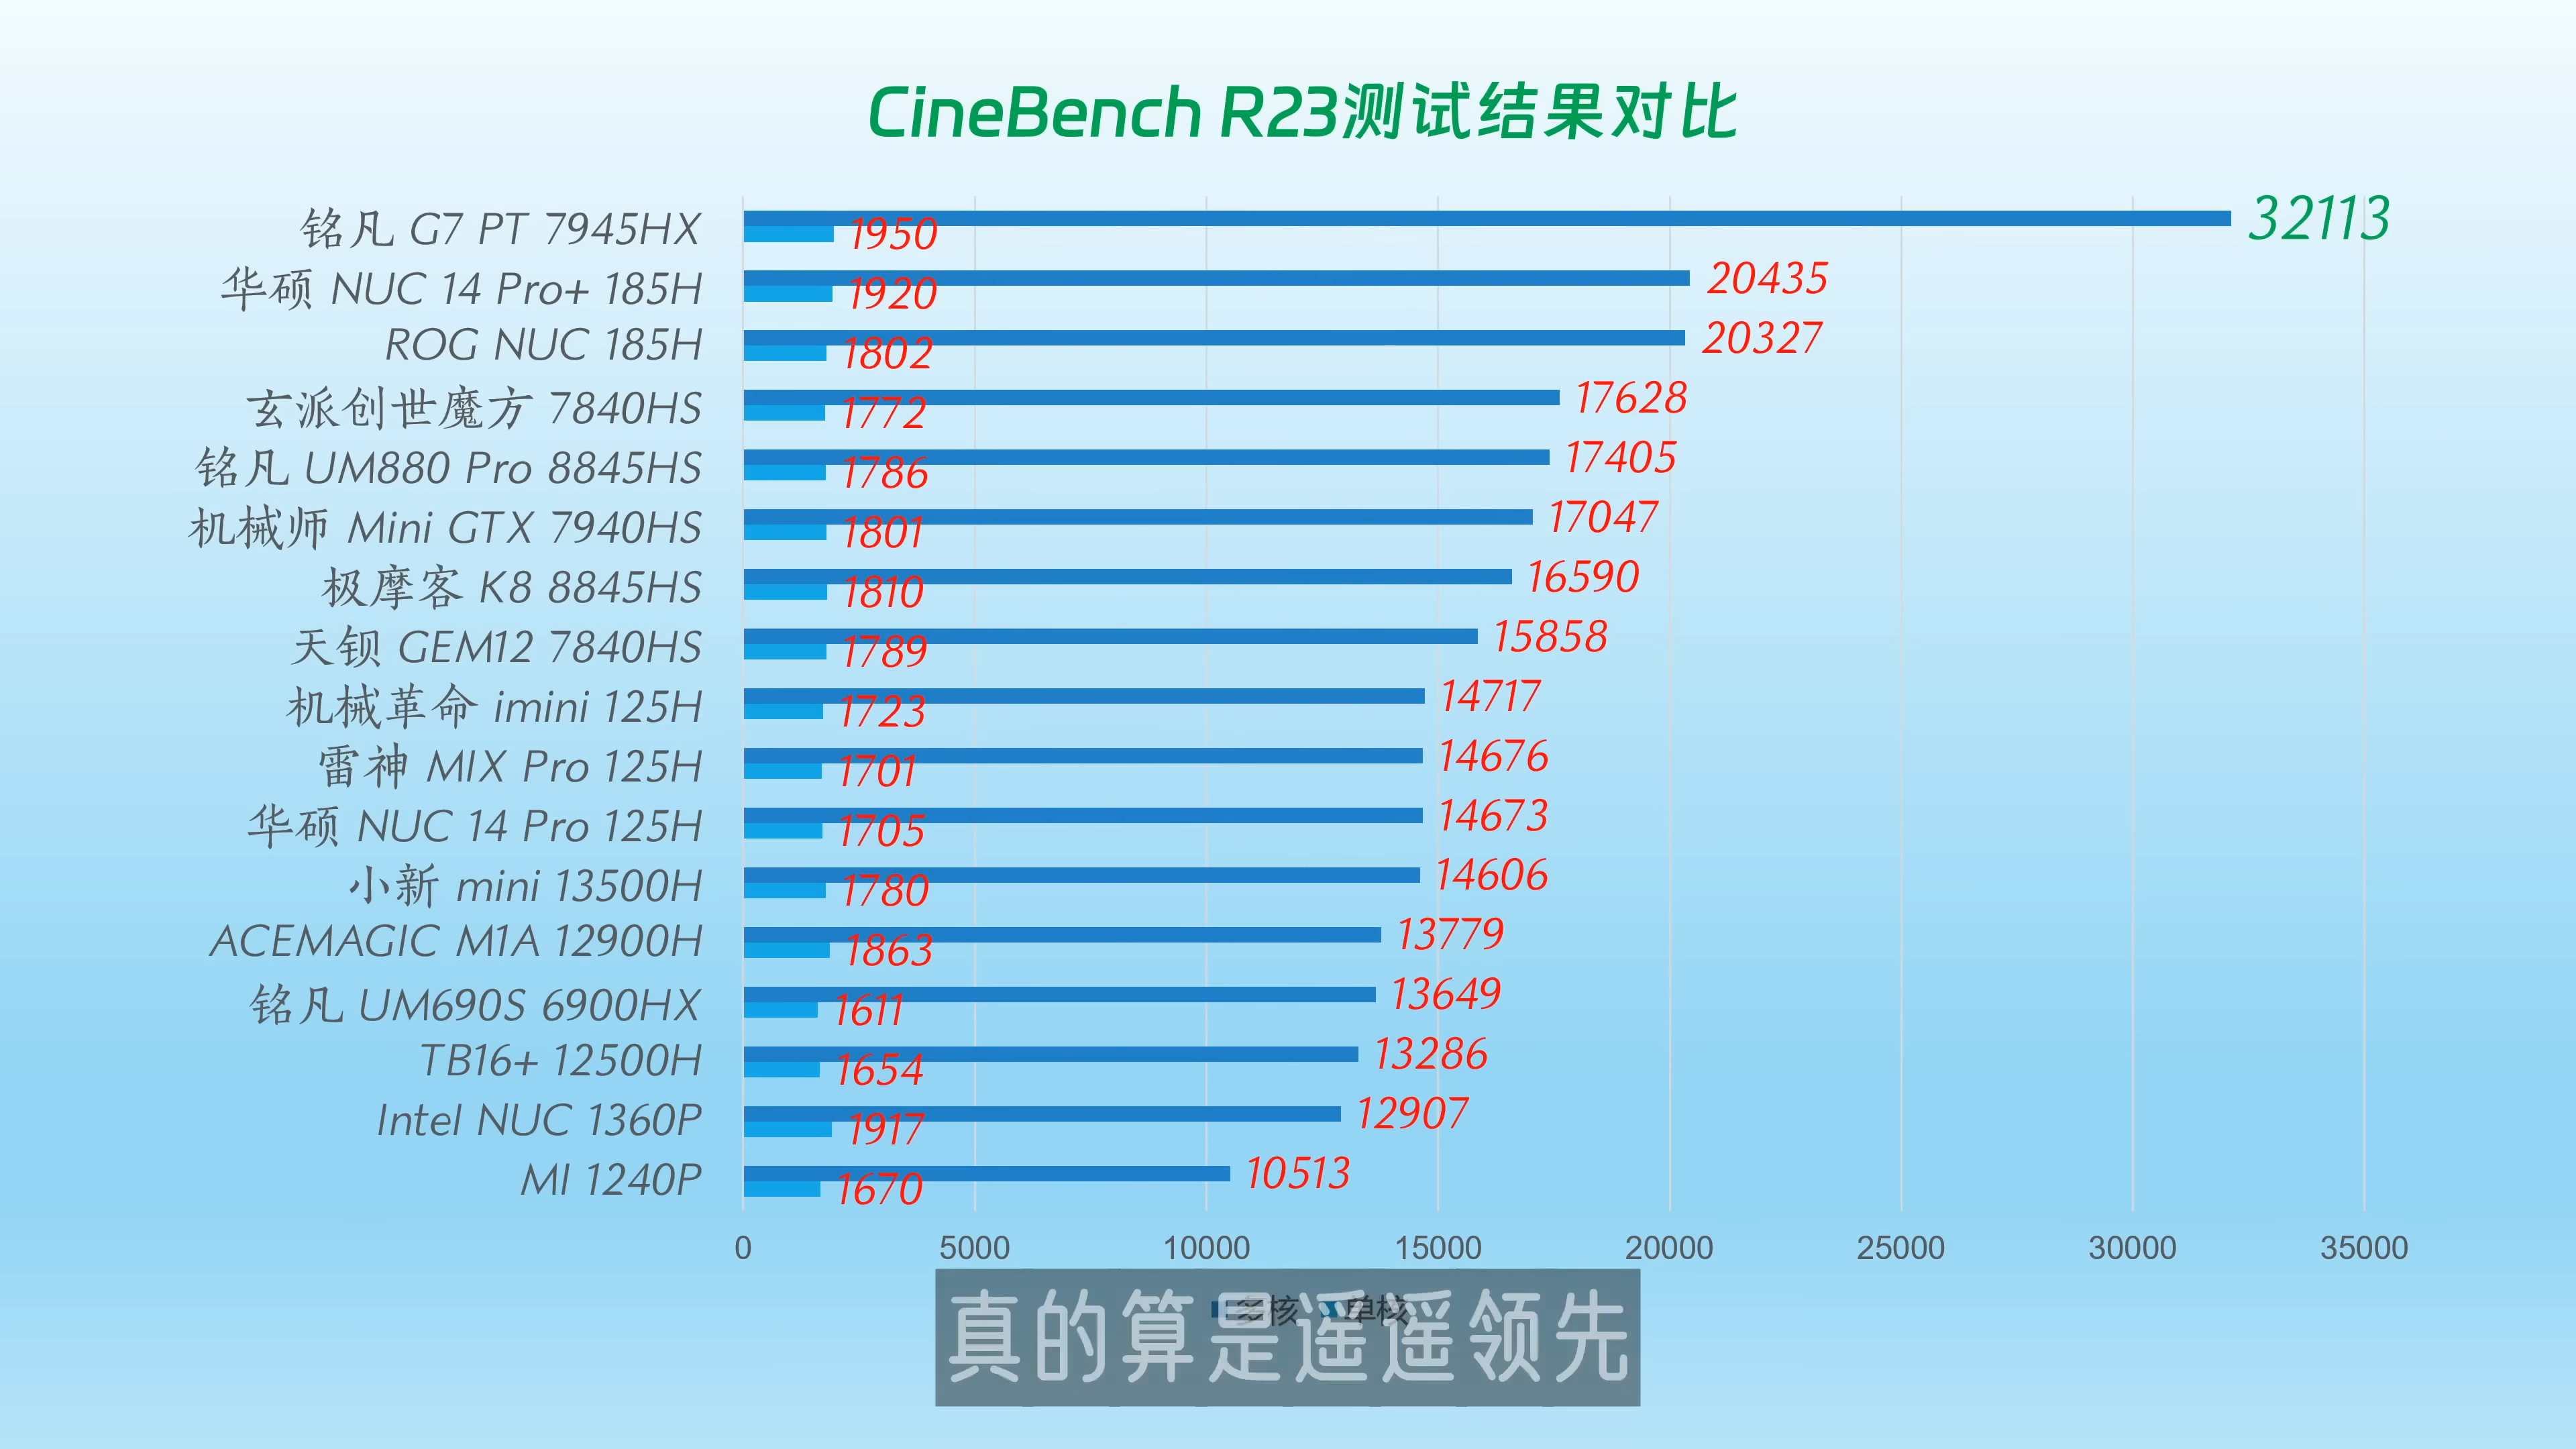 CineBench R23测试结果对比
铭凡 G7 PT 7945HX
32113
1950
华硕 NUC 14 Pro+ 185H
20435
1920
ROG NUC 185H
20327
1802
玄派创世魔方 7840HS
17628
1772
铭凡 UM880 Pro 8845HS
17405
1786
机械师 Mini GTX 7940HS
17047
1801
极摩客 K8 8845HS
16590
1810
天钡 GEM12 7840HS
15858
1789
机械革命 imini 125H
14717
1723
雷神 MIX Pro 125H
14676
1701
华硕 NUC 14 Pro 125H
14673
1705
小新 mini 13500H
14606
1780
ACEMAGIC M1A 12900H
13779
1863
铭凡 UM690S 6900HX
13649
1611
TB16+ 12500H
13286
1654
Intel NUC 1360P
12907
1917
MI 1240P
10513
1670
0 5000 10000 15000 20000 25000 30000 35000
多核 单核
真的算是遥遥领先